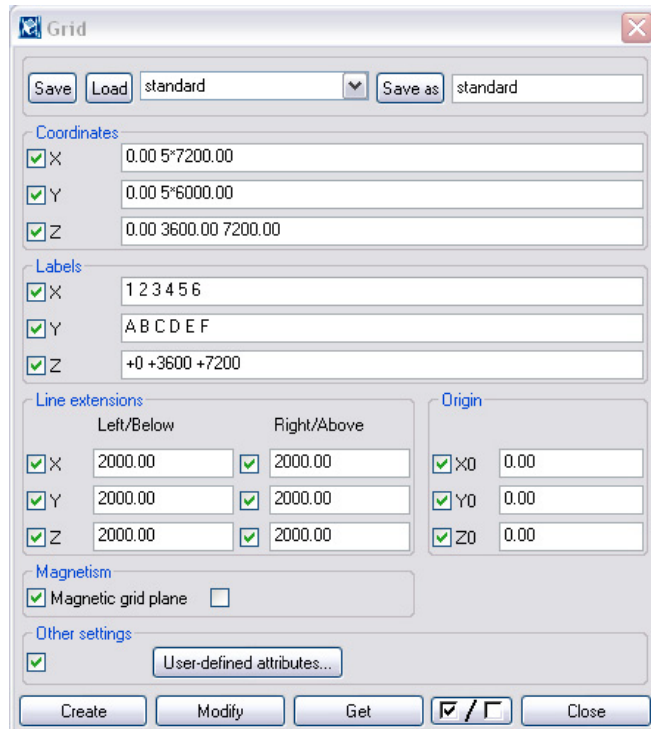 Grid
Save Load standard Save as standard
Coordinates
X 0.00 5*7200.00
Y 0.00 5*6000.00
Z 0.00 3600.00 7200.00
Labels
X 1 2 3 4 5 6
Y A B C D E F
Z +0 +3600 +7200
Line extensions Origin
Left/Below Right/Above
X 2000.00 2000.00 X0 0.00
Y 2000.00 2000.00 Y0 0.00
Z 2000.00 2000.00 Z0 0.00
Magnetism
Magnetic grid plane
Other settings
User-defined attributes...
Create Modify Get / Close